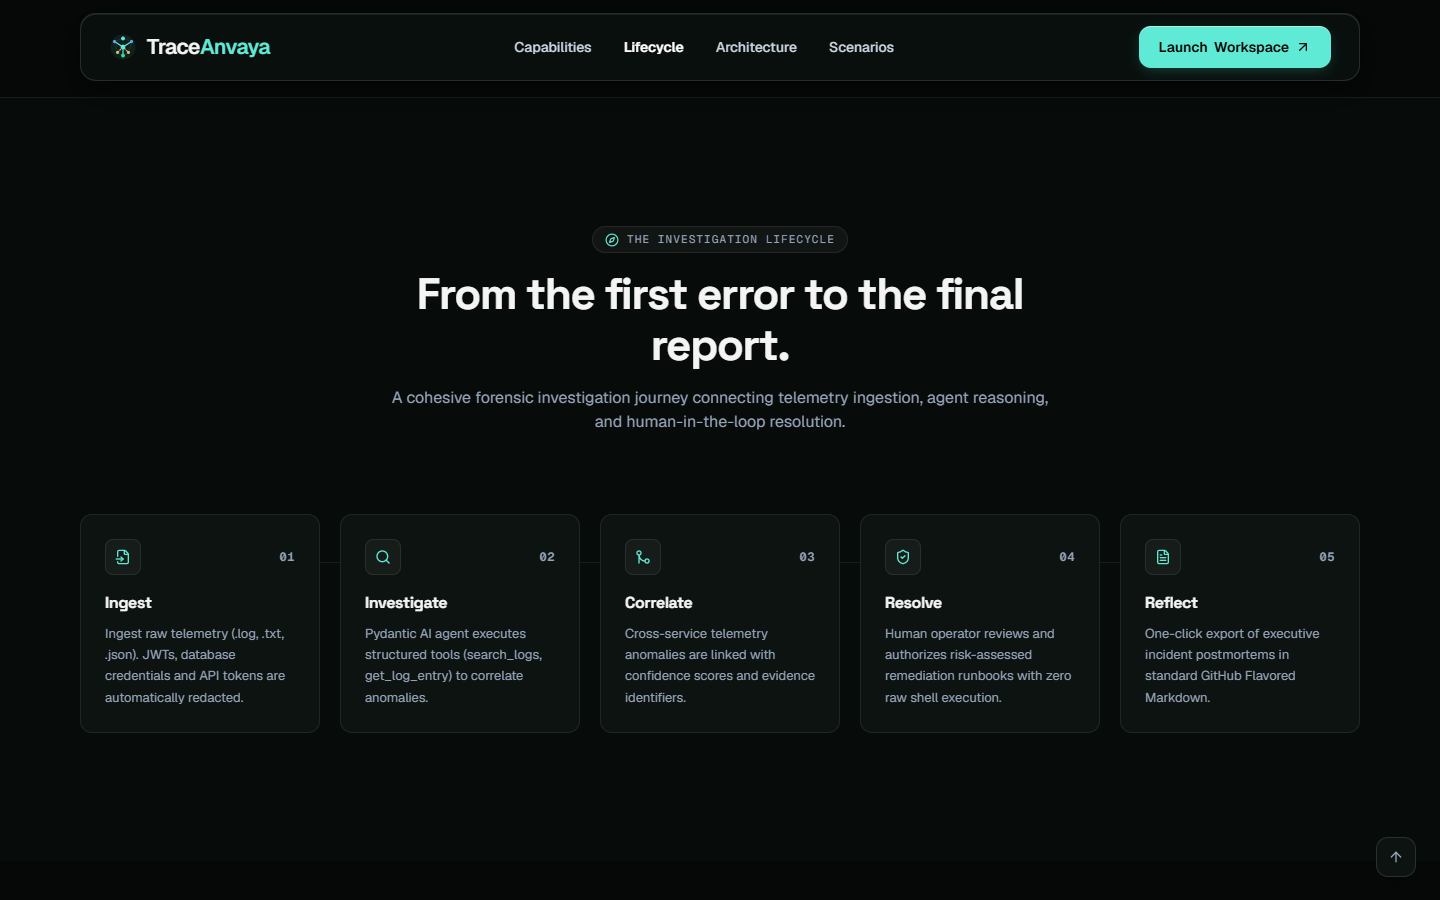 TraceAnvaya
Capabilities
Lifecycle
Architecture
Scenarios
Launch Workspace
THE INVESTIGATION LIFECYCLE
From the first error to the final
report.
A cohesive forensic investigation journey connecting telemetry ingestion, agent reasoning,
and human-in-the-loop resolution.
01
Ingest
Ingest raw telemetry (.log, .txt,
.json). JWTs, database
credentials and API tokens are
automatically redacted.
02
Investigate
Pydantic AI agent executes
structured tools (search_logs,
get_log_entry) to correlate
anomalies.
03
Correlate
Cross-service telemetry
anomalies are linked with
confidence scores and evidence
identifiers.
04
Resolve
Human operator reviews and
authorizes risk-assessed
remediation runbooks with zero
raw shell execution.
05
Reflect
One-click export of executive
incident postmortems in
standard GitHub Flavored
Markdown.